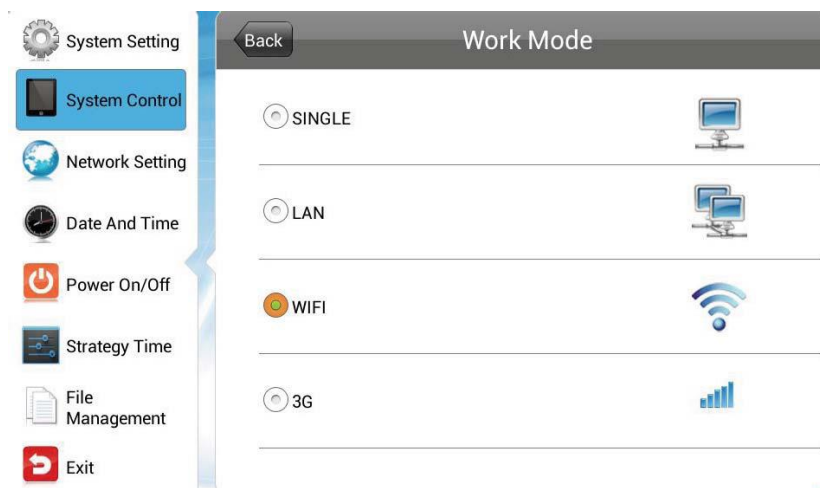 System Setting
System Control
Network Setting
Date And Time
Power On/Off
Strategy Time
File
Management
Exit
Back
Work Mode
SINGLE
LAN
WIFI
3G